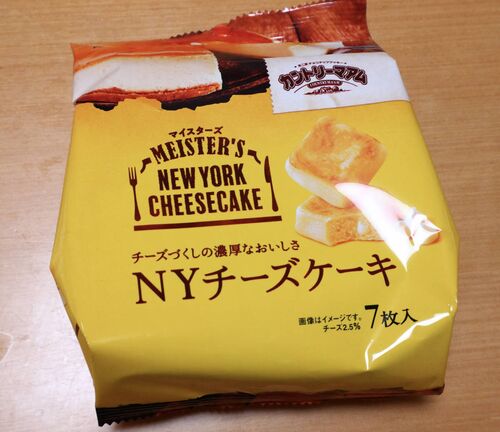 カントリーマアム
COUNTRY MA'AM
マイスターズ
MEISTER'S
NEW YORK
CHEESECAKE
チーズづくしの濃厚なおいしさ
NYチーズケーキ
画像はイメージです。
チーズ2.5%
7枚入